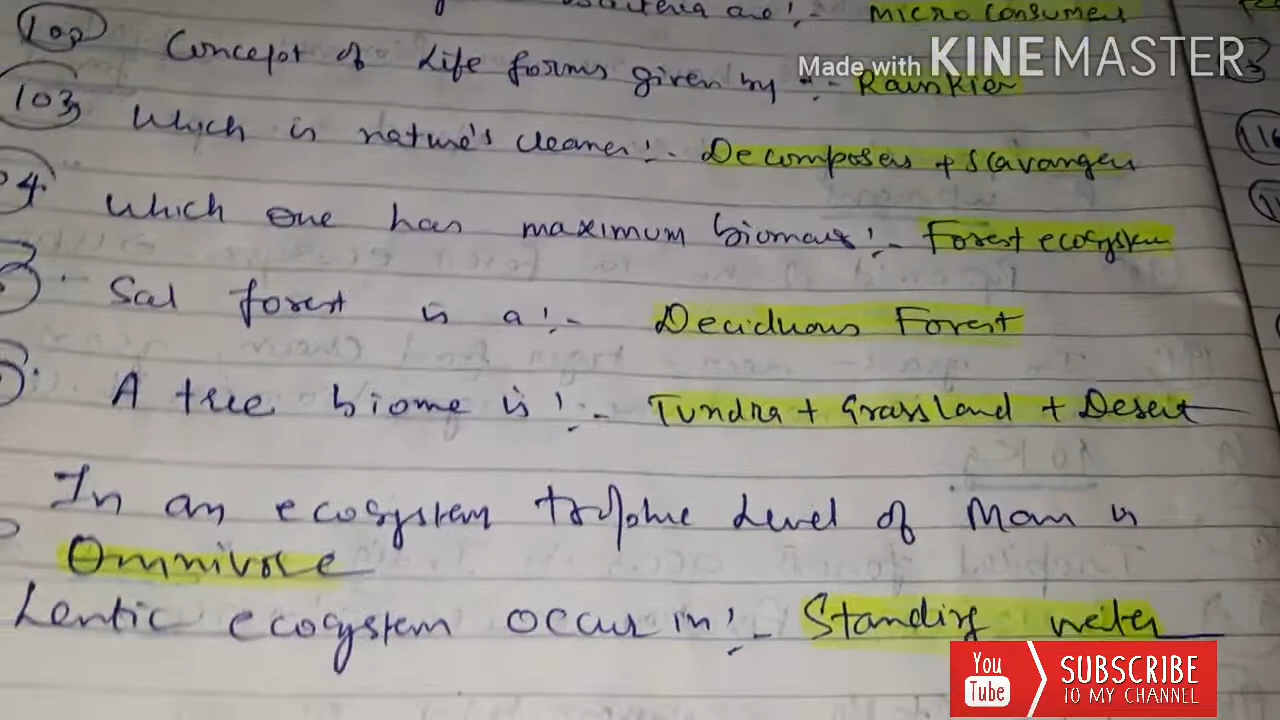 are :- Micro Consumers
102 Concept of Life forms given by :- Raunkier
Made with KINEMASTER
103 Which is nature's cleaner :- Decomposers + Scavanger
4. Which one has maximum biomass :- Forest ecosystem
Sal forest is a :- Deciduous Forest
A tree biome is :- Tundra + Grassland + Desert
In an ecosystem trophic Level of Man is
Omnivore
Lentic ecosystem occur in :- Standing water
You Tube SUBSCRIBE
TO MY CHANNEL